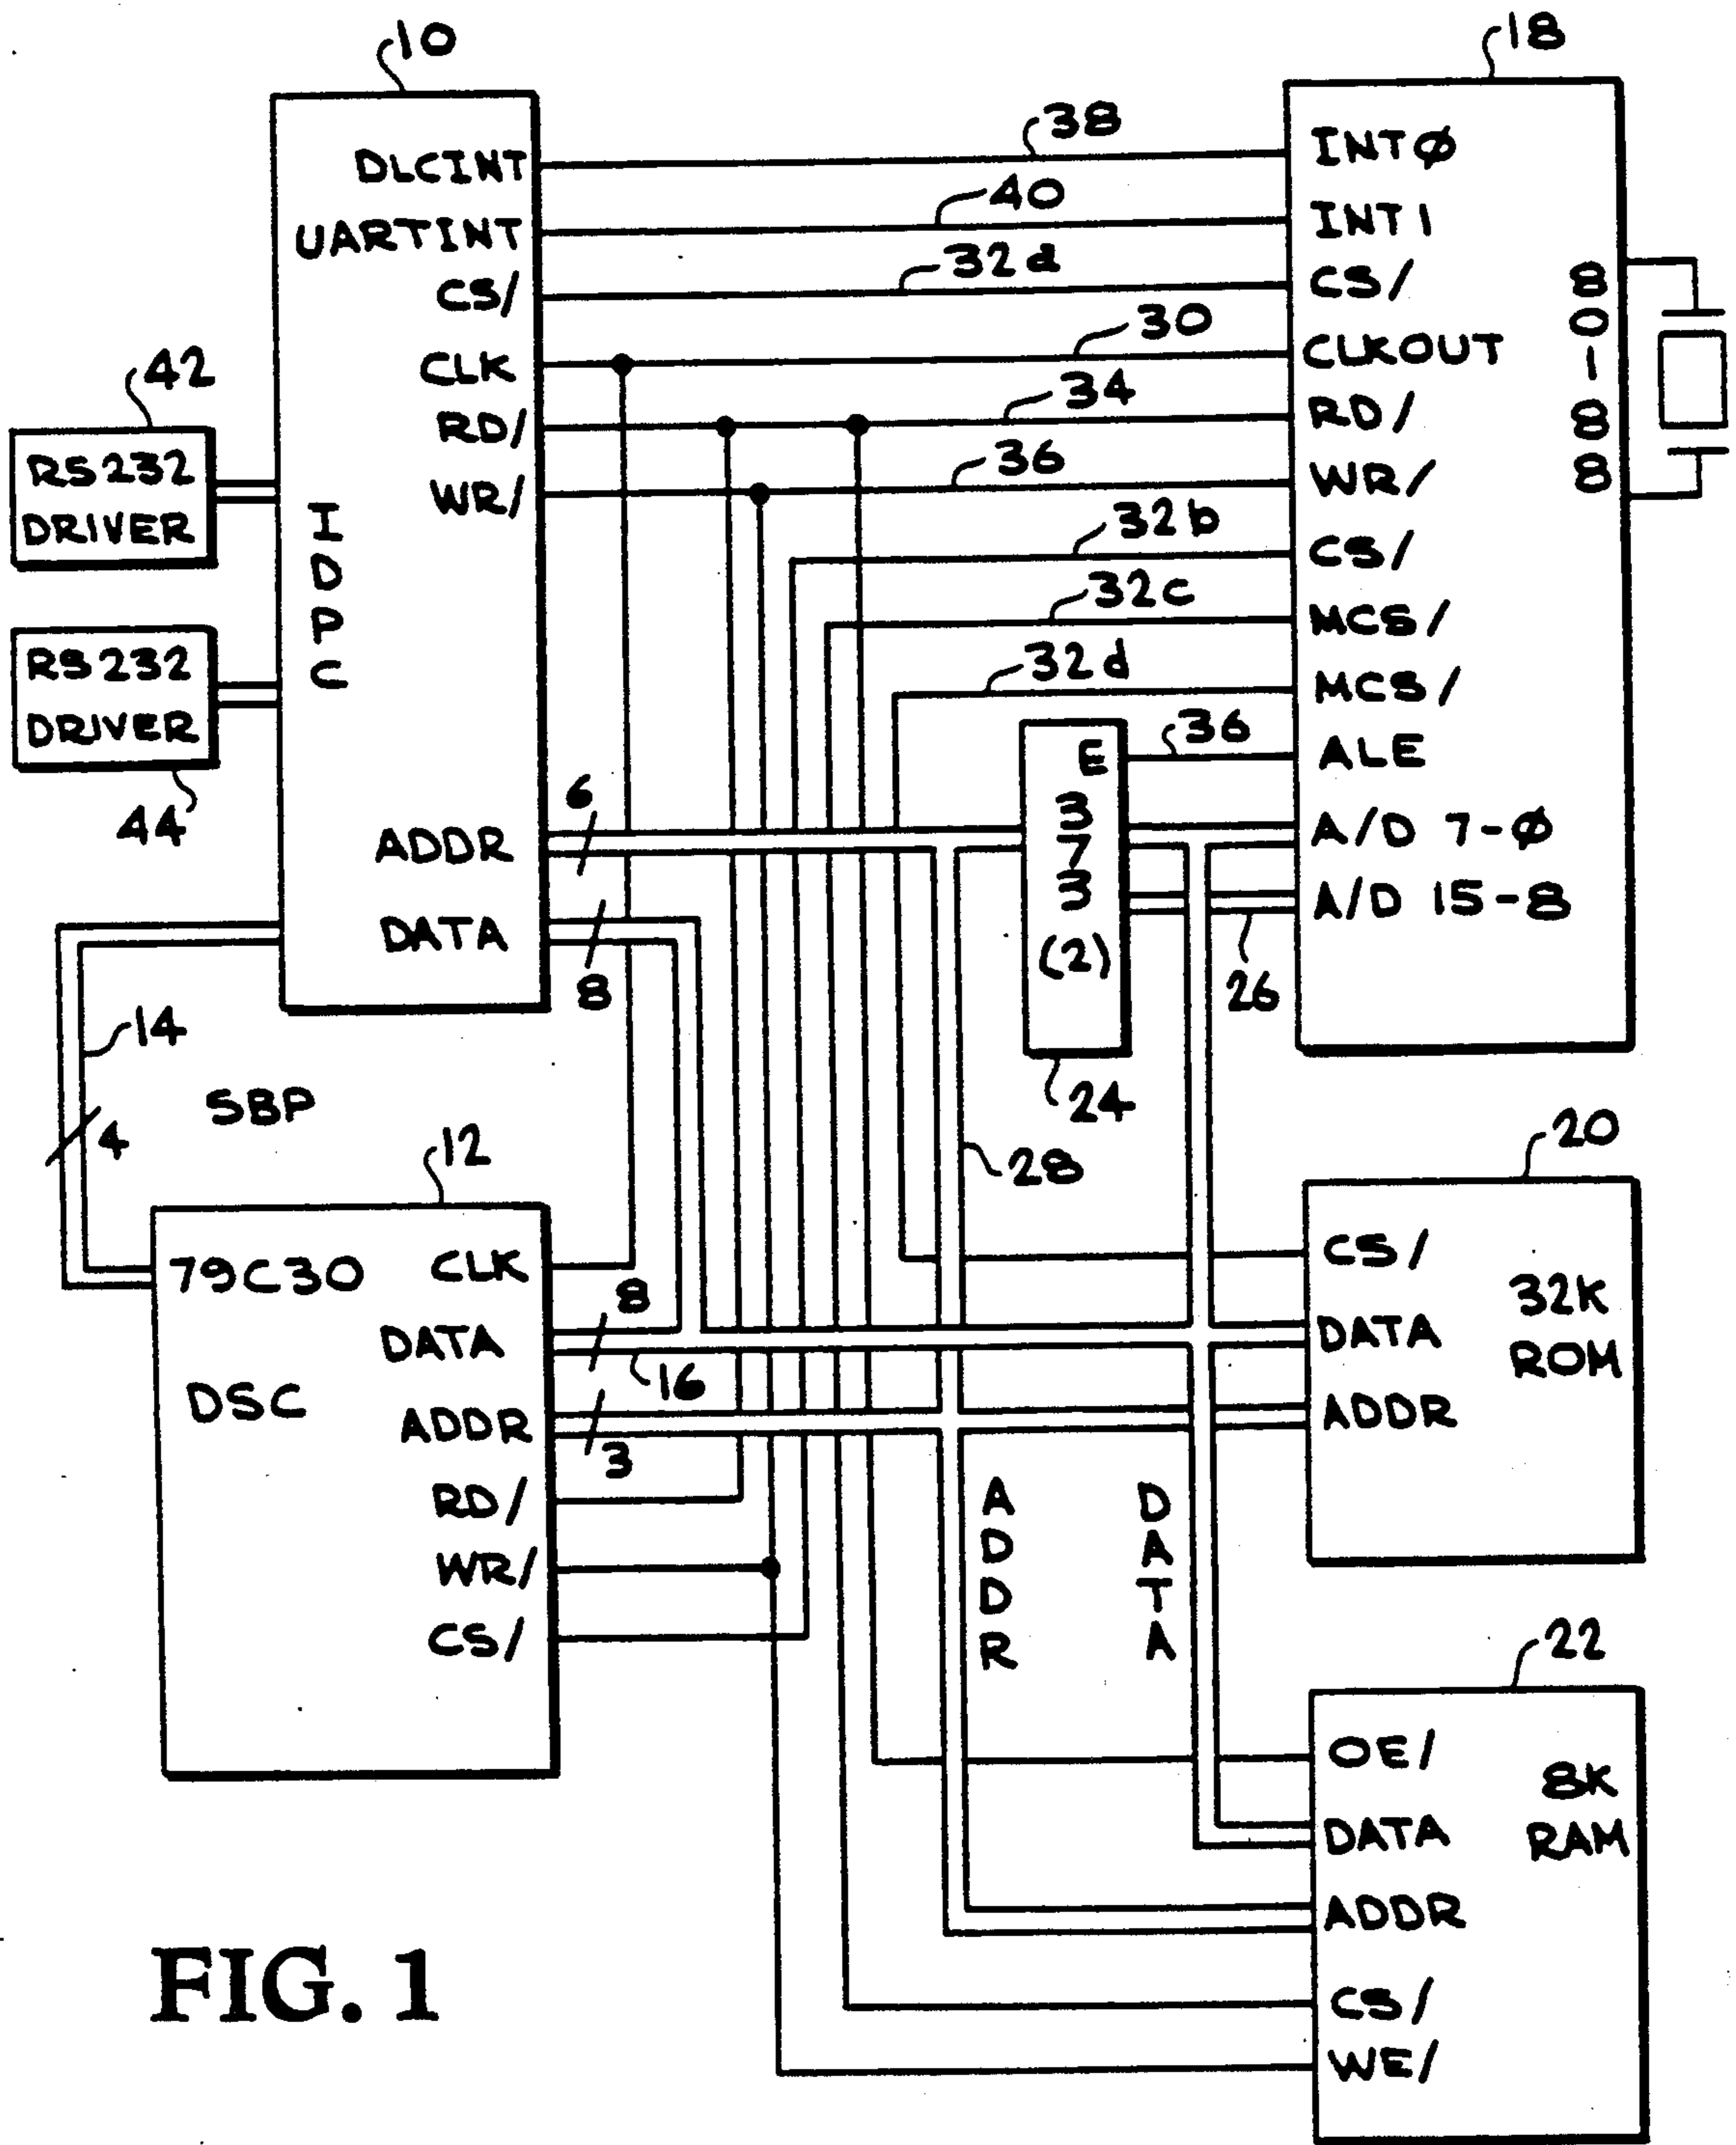 10
18
DLCINT
38
INTØ
UARTINT
40
INT1
CS/
32a
CS/
CLK
30
CLKOUT
8
0
1
8
8
RD/
34
RD/
WR/
36
WR/
42
RS232
DRIVER
I
D
P
C
32b
CS/
32c
MCS/
RS232
DRIVER
44
32d
MCS/
E
3
7
3
(2)
36
ALE
ADDR
6
A/D 7-Ø
DATA
8
A/D 15-8
26
24
14
SBP
4
28
12
20
79C30
DSC
CLK
CS/
32K
ROM
DATA
8
16
DATA
ADDR
3
ADDR
RD/
WR/
CS/
A
D
D
R
D
A
T
A
22
OE/
8K
RAM
DATA
ADDR
CS/
WE/
FIG. 1